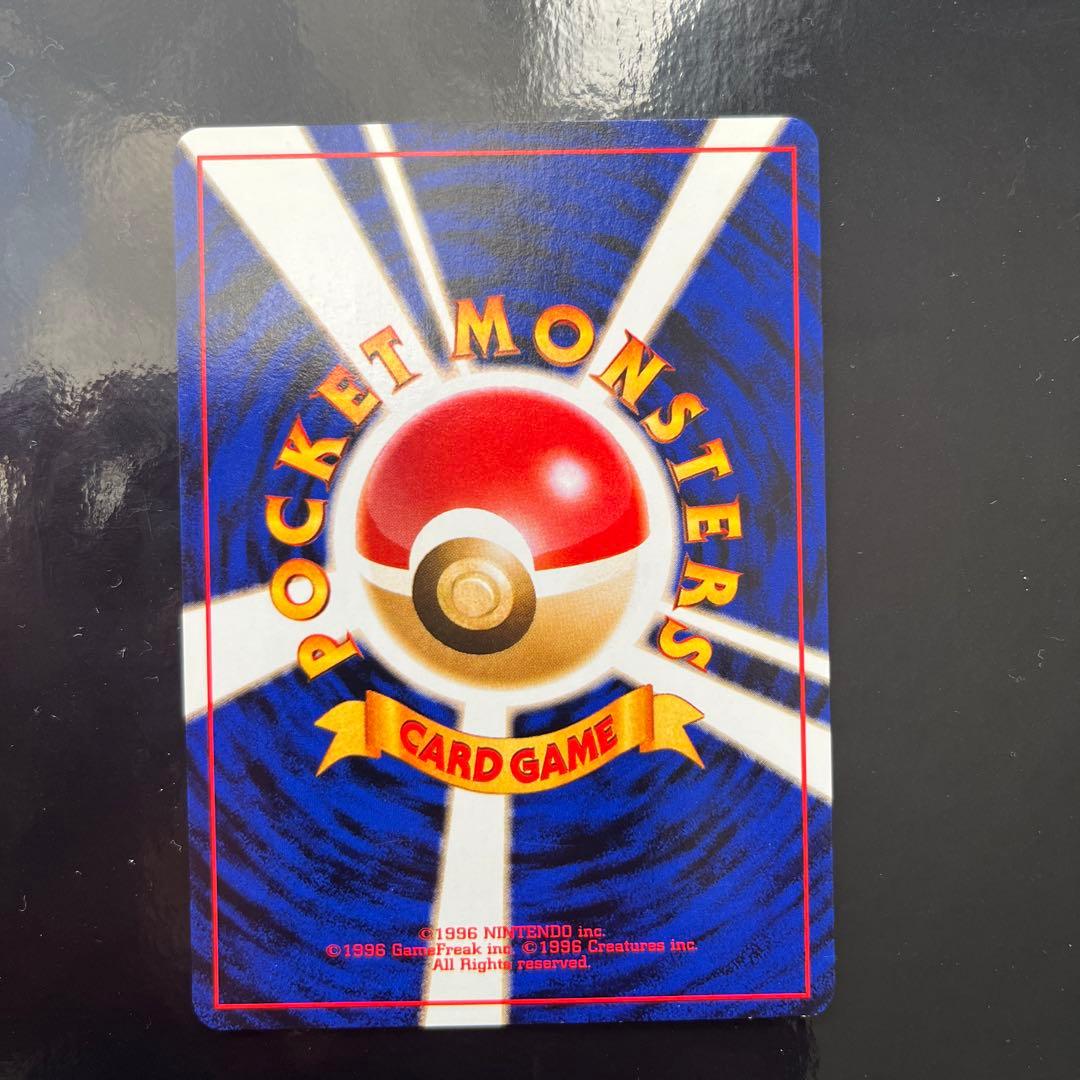 POCKET MONSTERS
CARD GAME
©1996 NINTENDO inc.
©1996 GameFreak inc. ©1996 Creatures inc.
All Rights reserved.